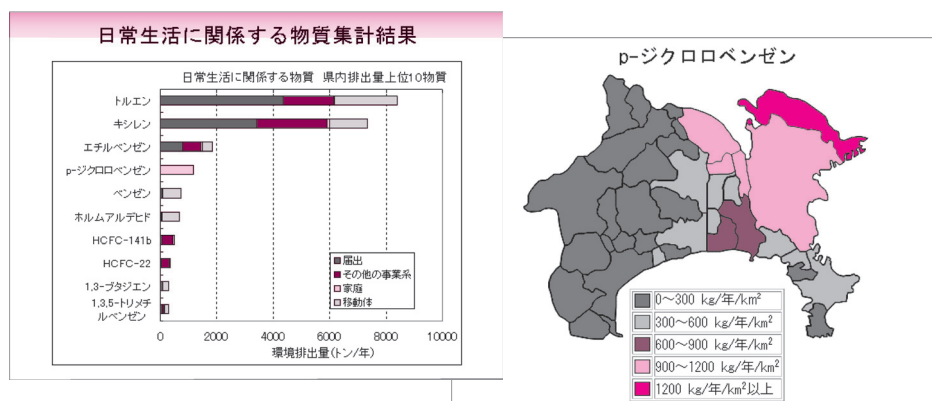 日常生活に関係する物質集計結果
日常生活に関係する物質 県内排出量上位10物質
トルエン
キシレン
エチルベンゼン
p-ジクロロベンゼン
ベンゼン
ホルムアルデヒド
HCFC-141b
HCFC-22
1,3-ブタジエン
1,3,5-トリメチ
ルベンゼン
届出
その他の事業系
家庭
移動体
0 2000 4000 6000 8000 10000
環境排出量(トン/年)
p-ジクロロベンゼン
0～300 kg/年/km²
300～600 kg/年/km²
600～900 kg/年/km²
900～1200 kg/年/km²
1200 kg/年/km²以上